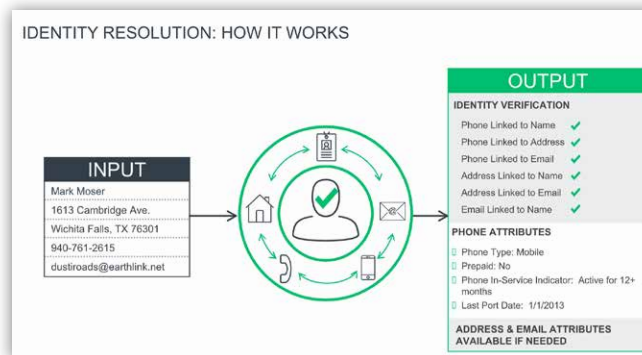 IDENTITY RESOLUTION: HOW IT WORKS
INPUT
Mark Moser
1613 Cambridge Ave.
Wichita Falls, TX 76301
940-761-2615
dustiroads@earthlink.net
OUTPUT
IDENTITY VERIFICATION
Phone Linked to Name
Phone Linked to Address
Phone Linked to Email
Address Linked to Name
Address Linked to Email
Email Linked to Name
PHONE ATTRIBUTES
Phone Type: Mobile
Prepaid: No
Phone In-Service Indicator: Active for 12+
months
Last Port Date: 1/1/2013
ADDRESS & EMAIL ATTRIBUTES
AVAILABLE IF NEEDED